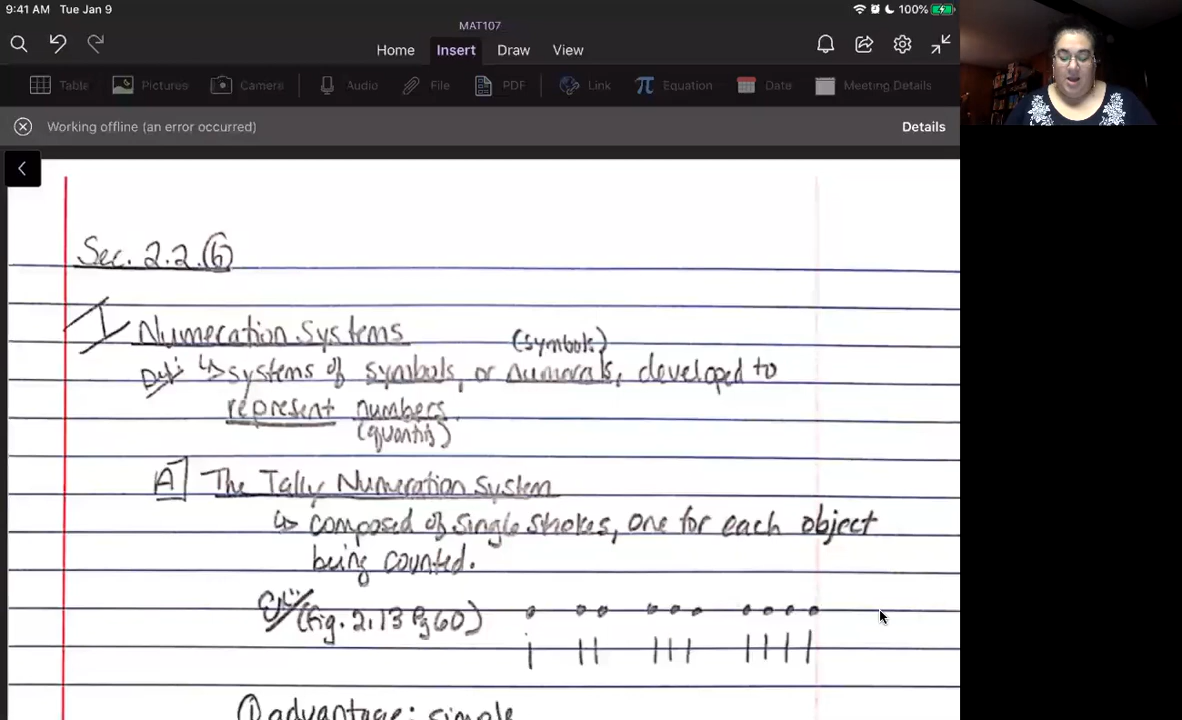 9:41 AM Tue Jan 9
100%
MAT107
Home Insert Draw View
Table Pictures Camera Audio File PDF Link Equation Date Meeting Details
Working offline (an error occurred)
Details
Sec. 2.2.(b)
I Numeration Systems
(symbols)
Def: ↳ systems of symbols, or numerals, developed to
represent numbers
(quantity)
A The Tally Numeration System
↳ composed of single strokes, one for each object
being counted.
(Fig. 2.13 Pg 60)
| || ||| ||||
① advantage: simple